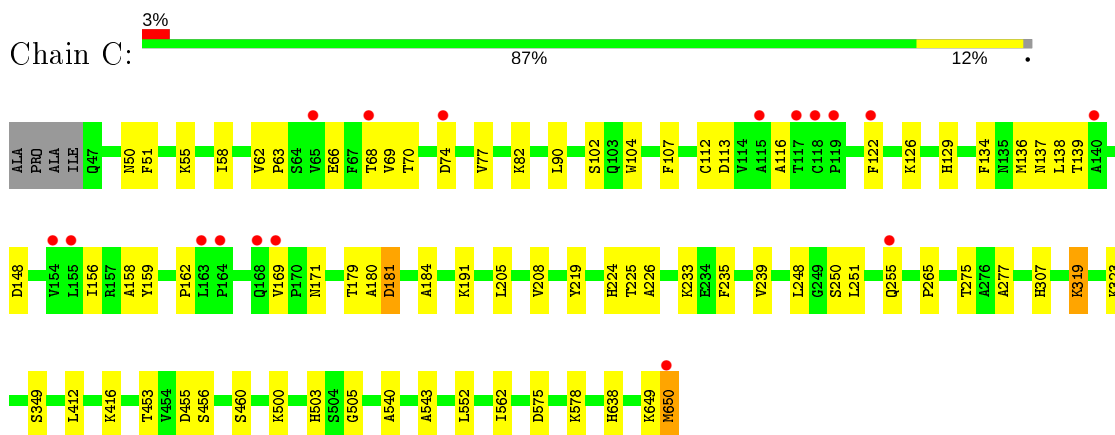 3%
Chain C:
87% 12% •
ALA PRO ALA ILE Q47 N50 F51 K55 I58 V62 P63 S64 V65 E66 F67 T68 V69 T70 D74 V77 K82 L90 S102 Q103 W104 F107 C112 D113 V114 A115 A116 T117 C118 P119 F122 K126 H129 F134 N135 M136 N137 L138 T139 A140
D148 V154 L155 I156 R157 A158 Y159 P162 L163 P164 Q168 V169 P170 N171 T179 A180 D181 A184 K191 L205 V208 Y219 H224 T225 A226 K233 E234 F235 V239 L248 G249 S250 L251 Q255 P265 T275 A276 A277 H307 K319 K323
S349 L412 K416 T453 V454 D455 S456 S460 K500 H503 S504 G505 A540 A543 L552 I562 D575 K578 H638 K649 M650